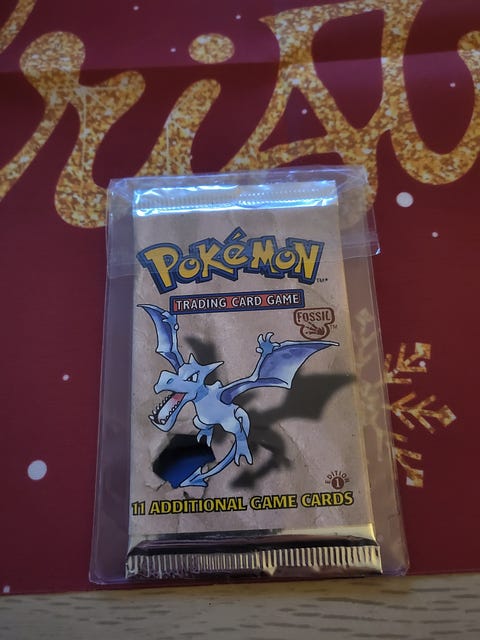 POKéMON
TRADING CARD GAME
FOSSIL
EDITION
1
11 ADDITIONAL GAME CARDS